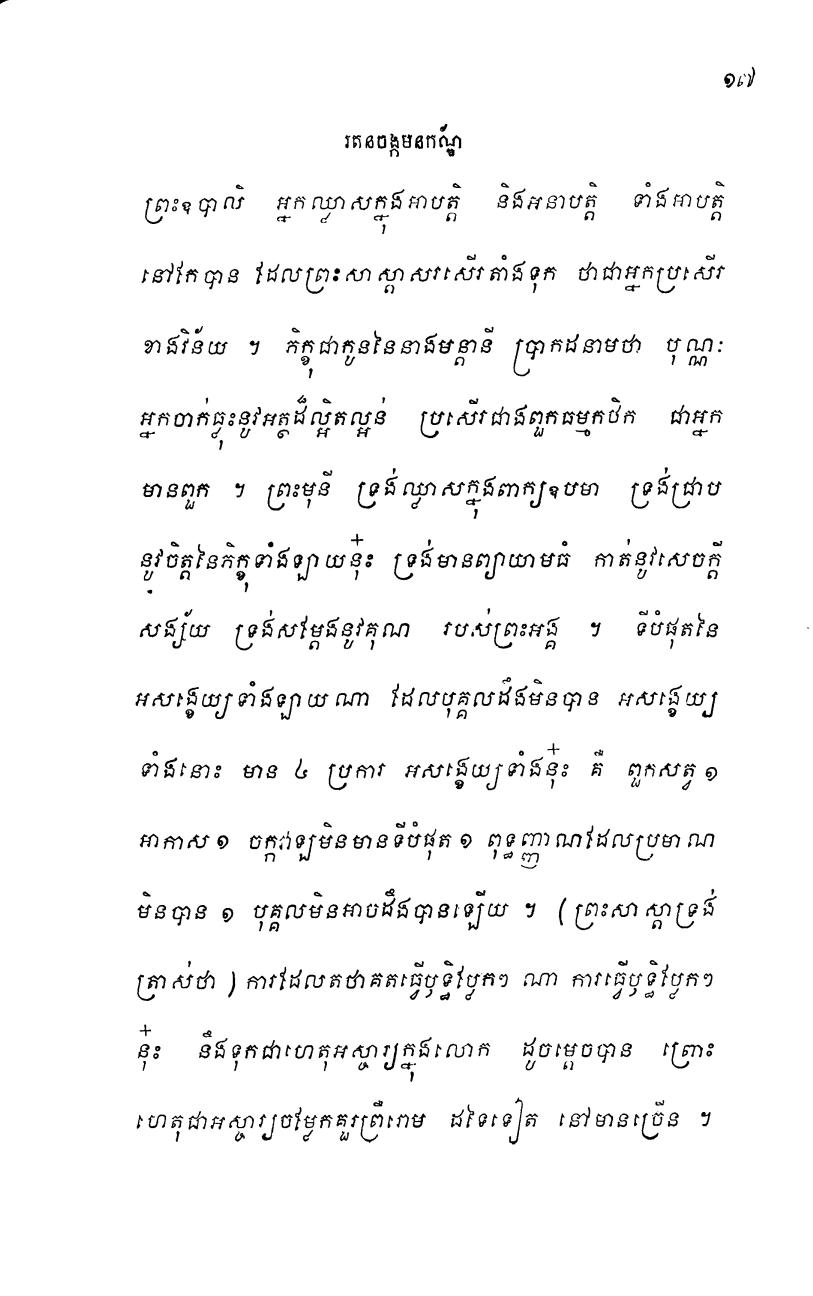 ១៧
រតនចង្កមនកណ្ឌ័
ព្រះឧបាលិ អ្នកឈ្លាសក្នុងអាបត្តិ និងអនាបត្តិ ទាំងអាបត្តិ
នៅកែបាន ដែលព្រះសាស្តាសរសើរតាំងទុក ថាជាអ្នកប្រសើរ
ខាងវិន័យ ។ ភិក្ខុជាកូននៃនាងមន្តានី ប្រាកដនាមថា បុណ្ណៈ
អ្នកចាក់ធ្លុះនូវអត្ថដ៏ល្អិតល្អន់ ប្រសើរជាងពួកធម្មកថិក ជាអ្នក
មានពួក ។ ព្រះមុនី ទ្រង់ឈ្លាសក្នុងពាក្យឧបមា ទ្រង់ជ្រាប
នូវចិត្តនៃភិក្ខុទាំងឡាយនុ៎ះ ទ្រង់មានព្យាយាមធំ កាត់នូវសេចក្តី
សង្ស័យ ទ្រង់សម្តែងនូវគុណ របស់ព្រះអង្គ ។ ទីបំផុតនៃ
អសង្ខេយ្យទាំងឡាយណា ដែលបុគ្គលដឹងមិនបាន អសង្ខេយ្យ
ទាំងនោះ មាន ៤ ប្រការ អសង្ខេយ្យទាំងនុ៎ះ គឺ ពួកសត្វ ១
អាកាស ១ ចក្កវាឡមិនមានទីបំផុត ១ ពុទ្ធញ្ញាណដែលប្រមាណ
មិនបាន ១ បុគ្គលមិនអាចដឹងបានឡើយ ។ (ព្រះសាស្តាទ្រង់
ត្រាស់ថា ) ការដែលតថាគតធ្វើឫទ្ធិប្លែកៗ ណា ការធ្វើឫទ្ធិប្លែកៗ
នុ៎ះ នឹងទុកជាហេតុអស្ចារ្យក្នុងលោក ដូចម្តេចបាន ព្រោះ
ហេតុជាអស្ចារ្យចម្លែកគួរព្រឺរោម ដទៃទៀត នៅមានច្រើន ។